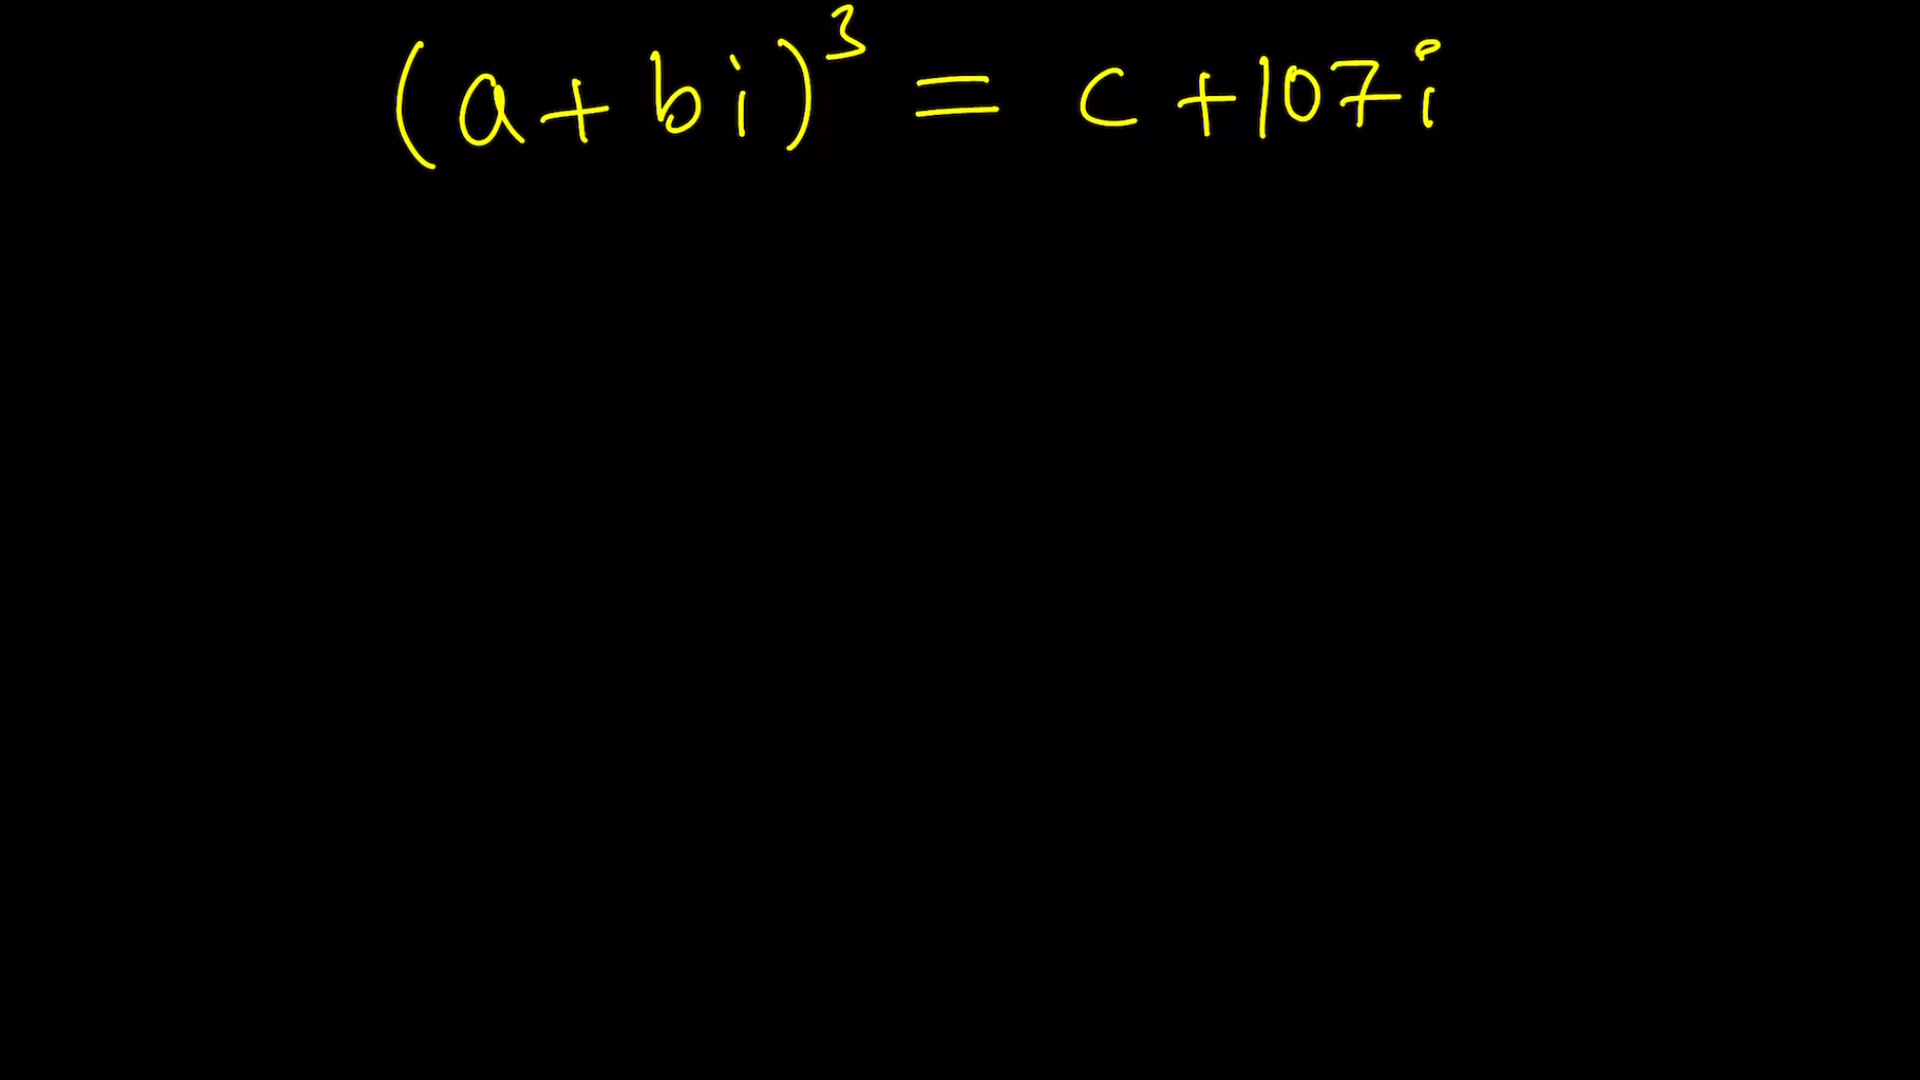 (a+bi)³ = c+107i